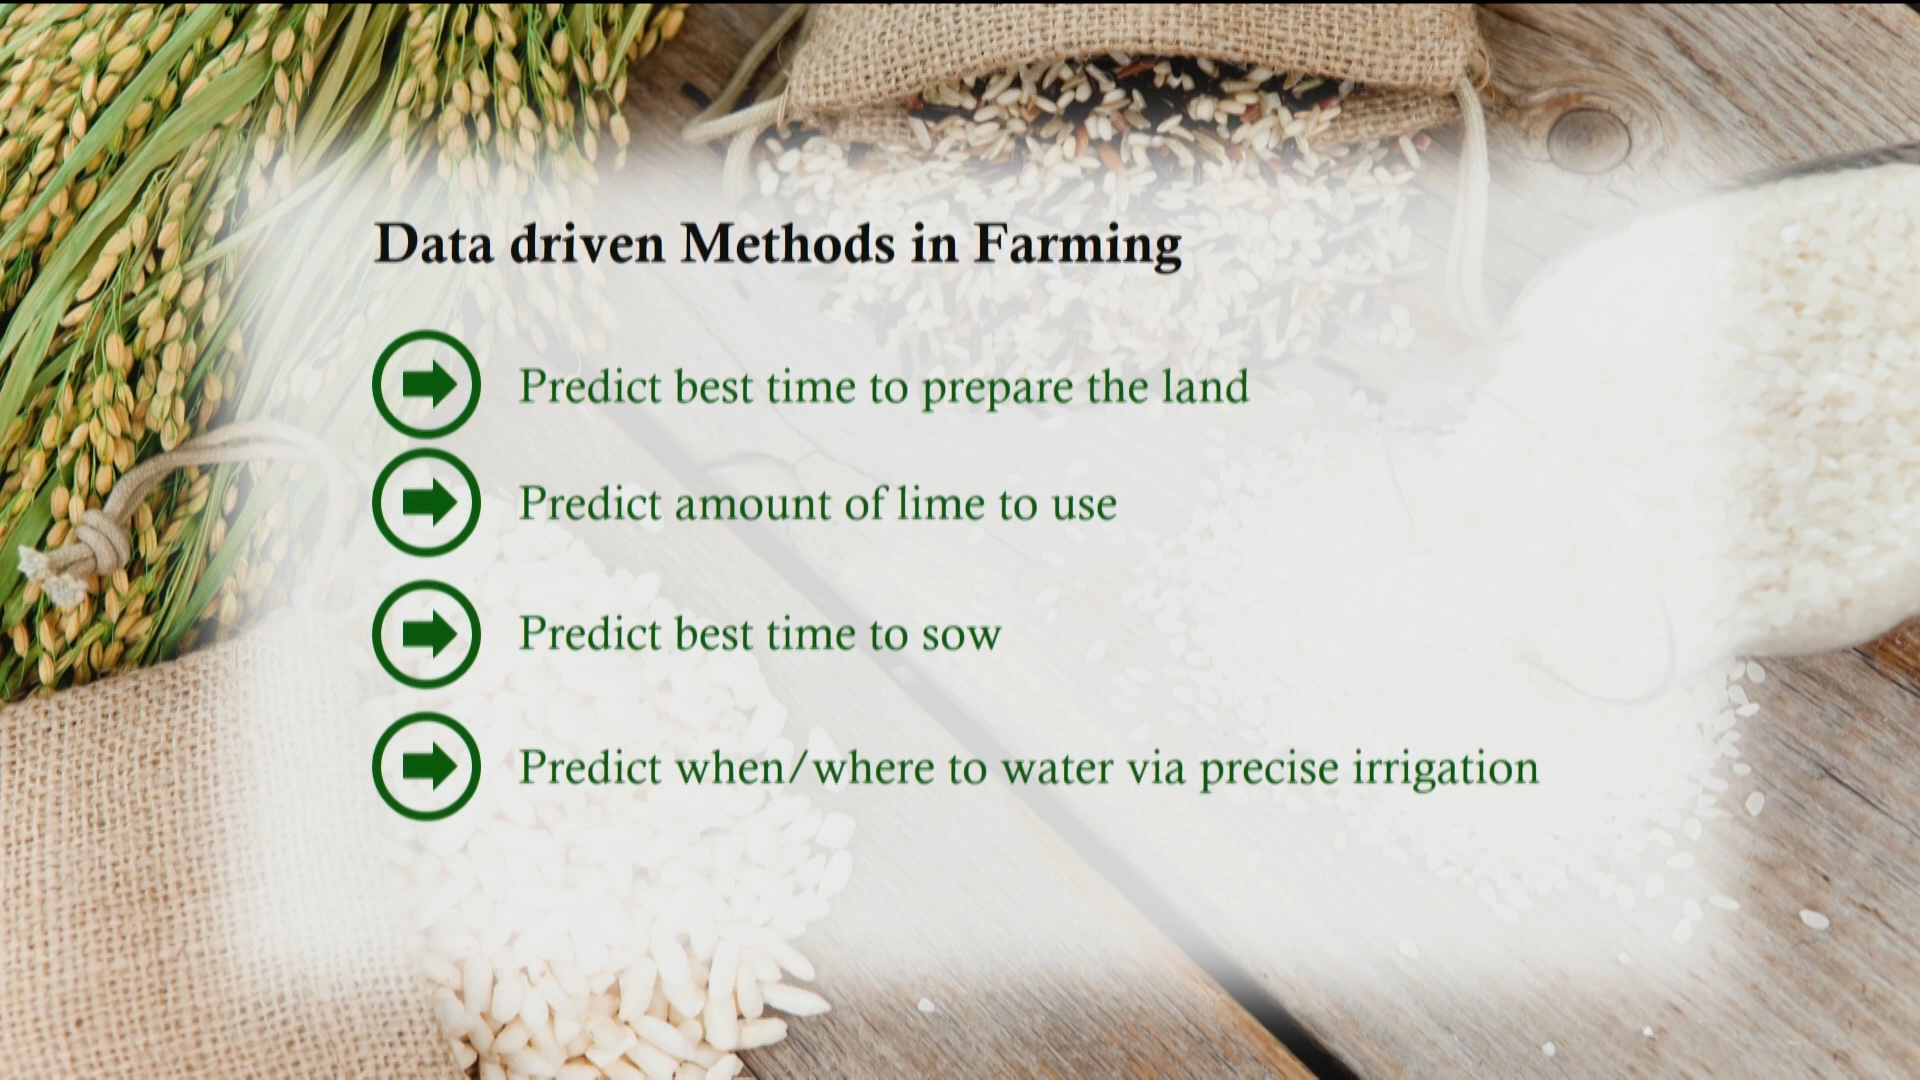 Data driven Methods in Farming
Predict best time to prepare the land
Predict amount of lime to use
Predict best time to sow
Predict when/where to water via precise irrigation